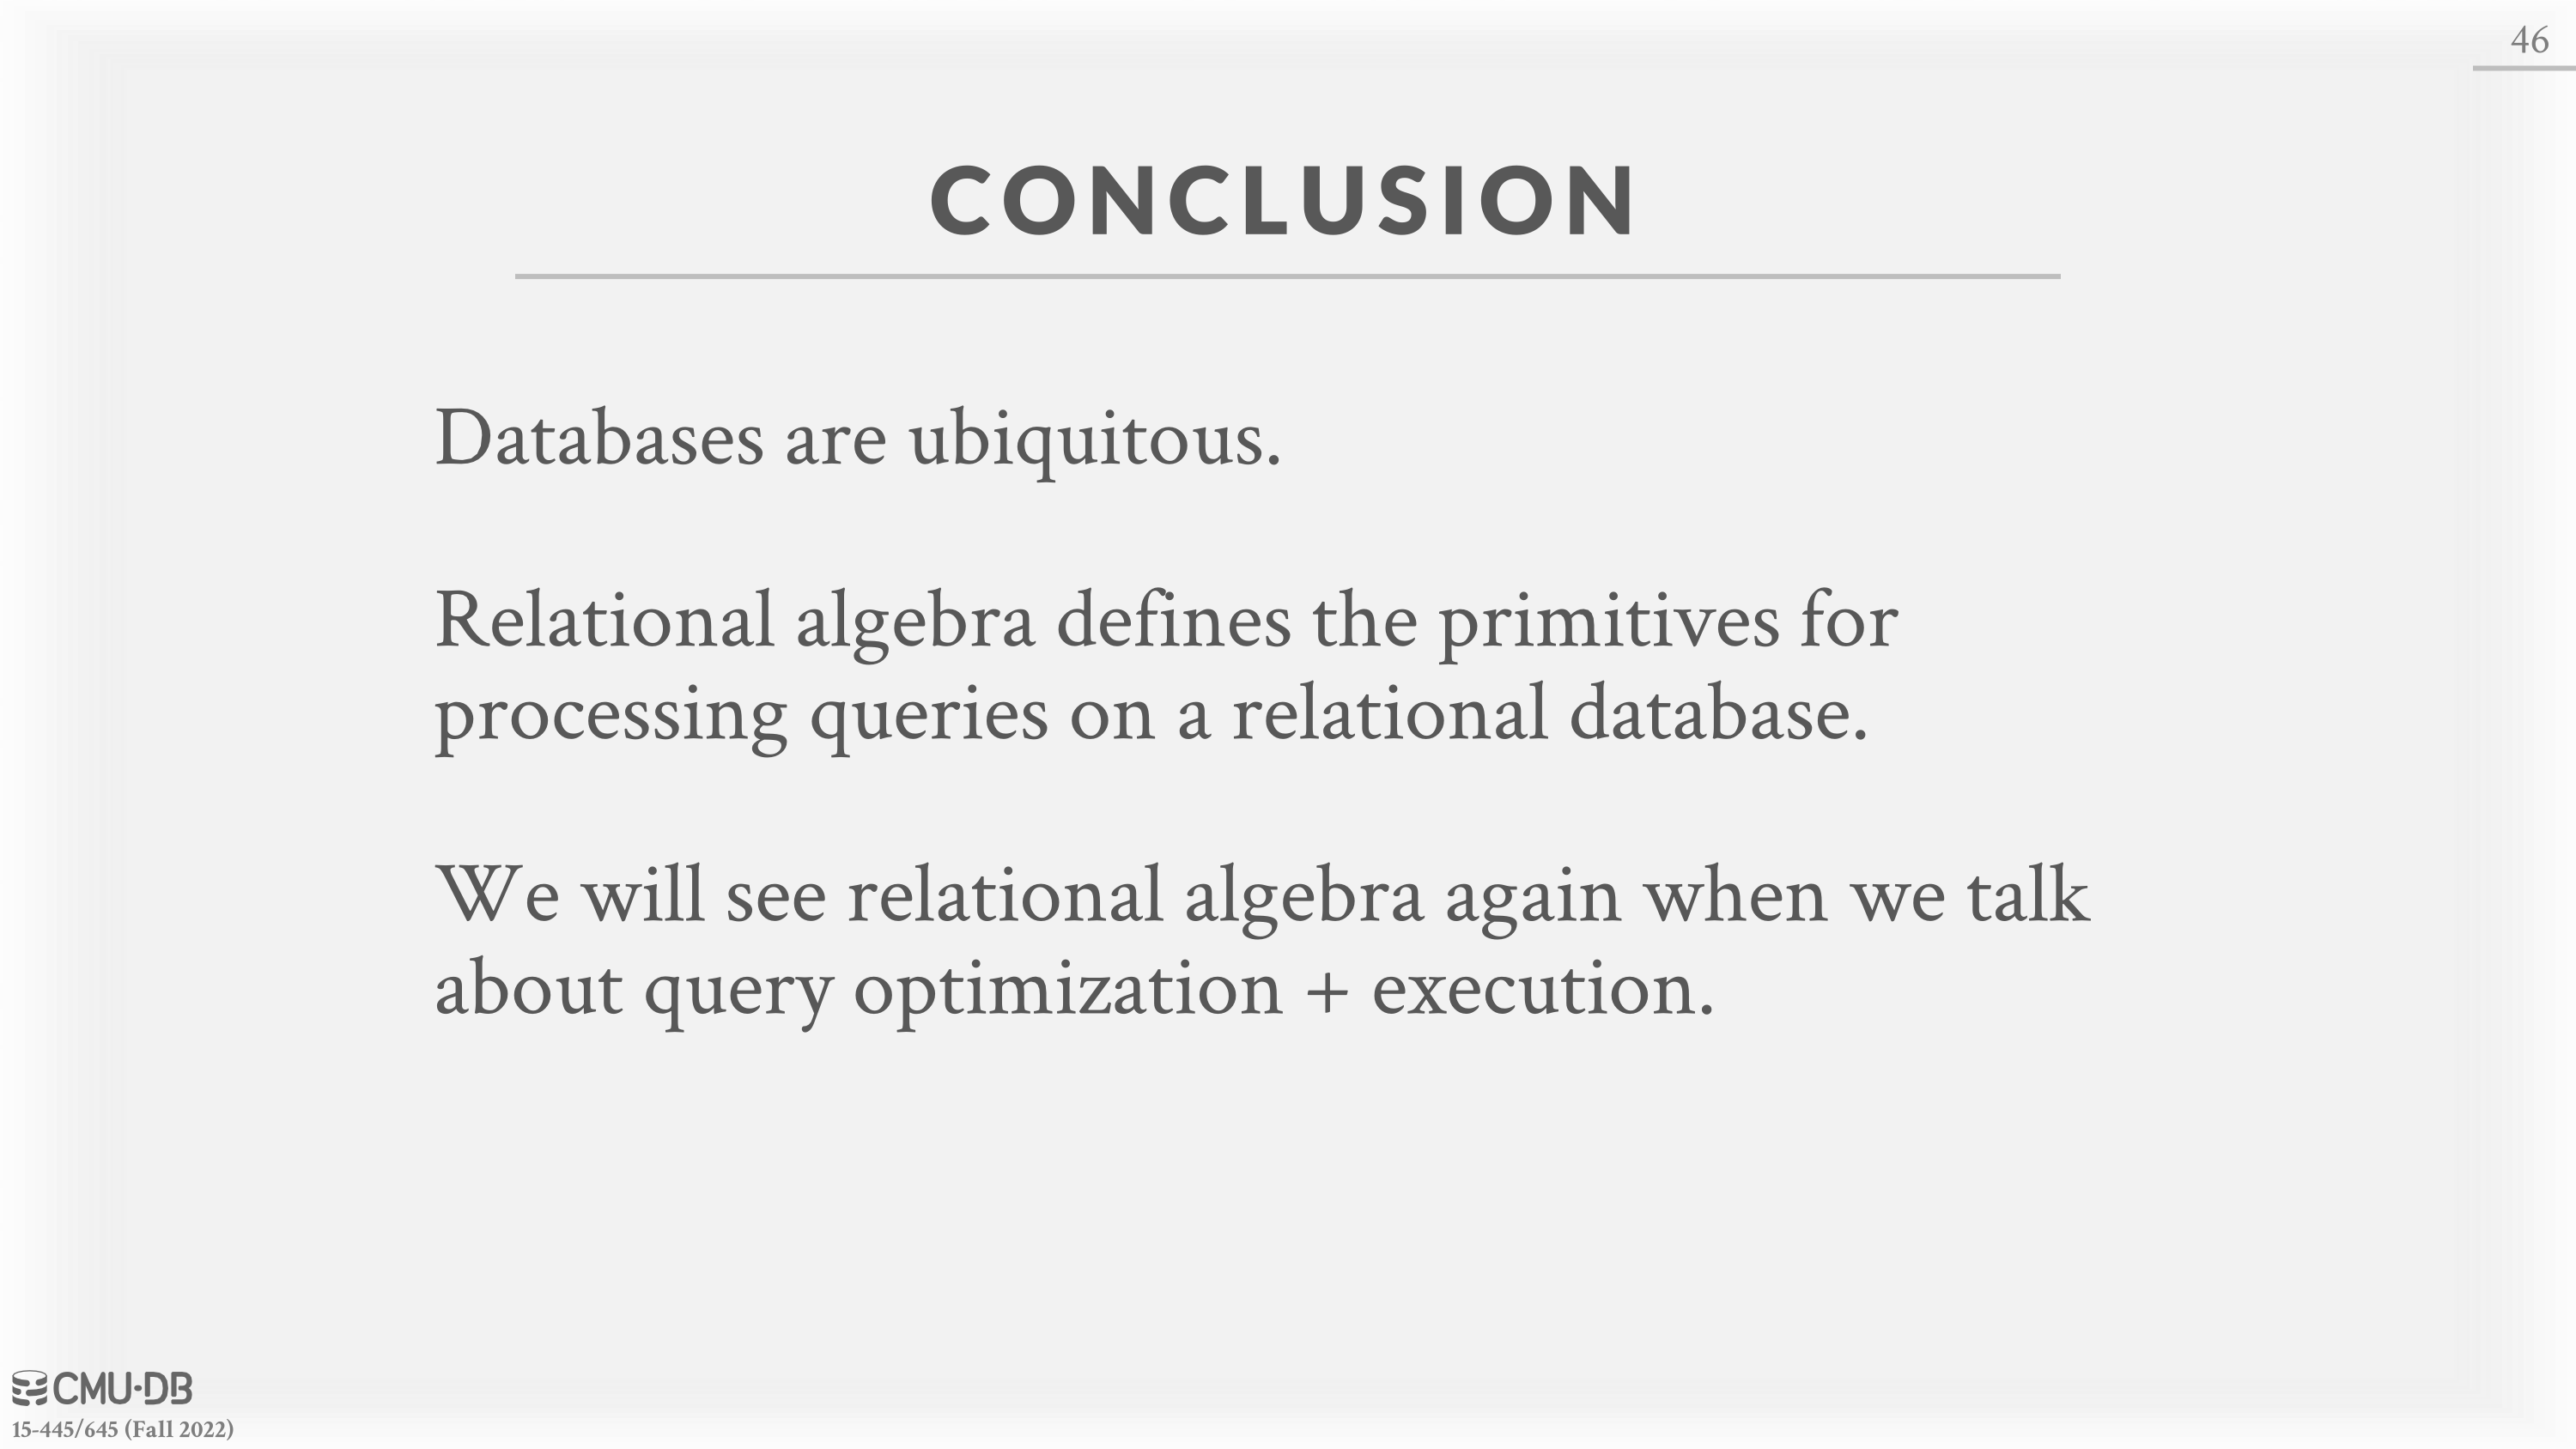 46
CONCLUSION
Databases are ubiquitous.
Relational algebra defines the primitives for
processing queries on a relational database.
We will see relational algebra again when we talk
about query optimization + execution.
CMU·DB
15-445/645 (Fall 2022)